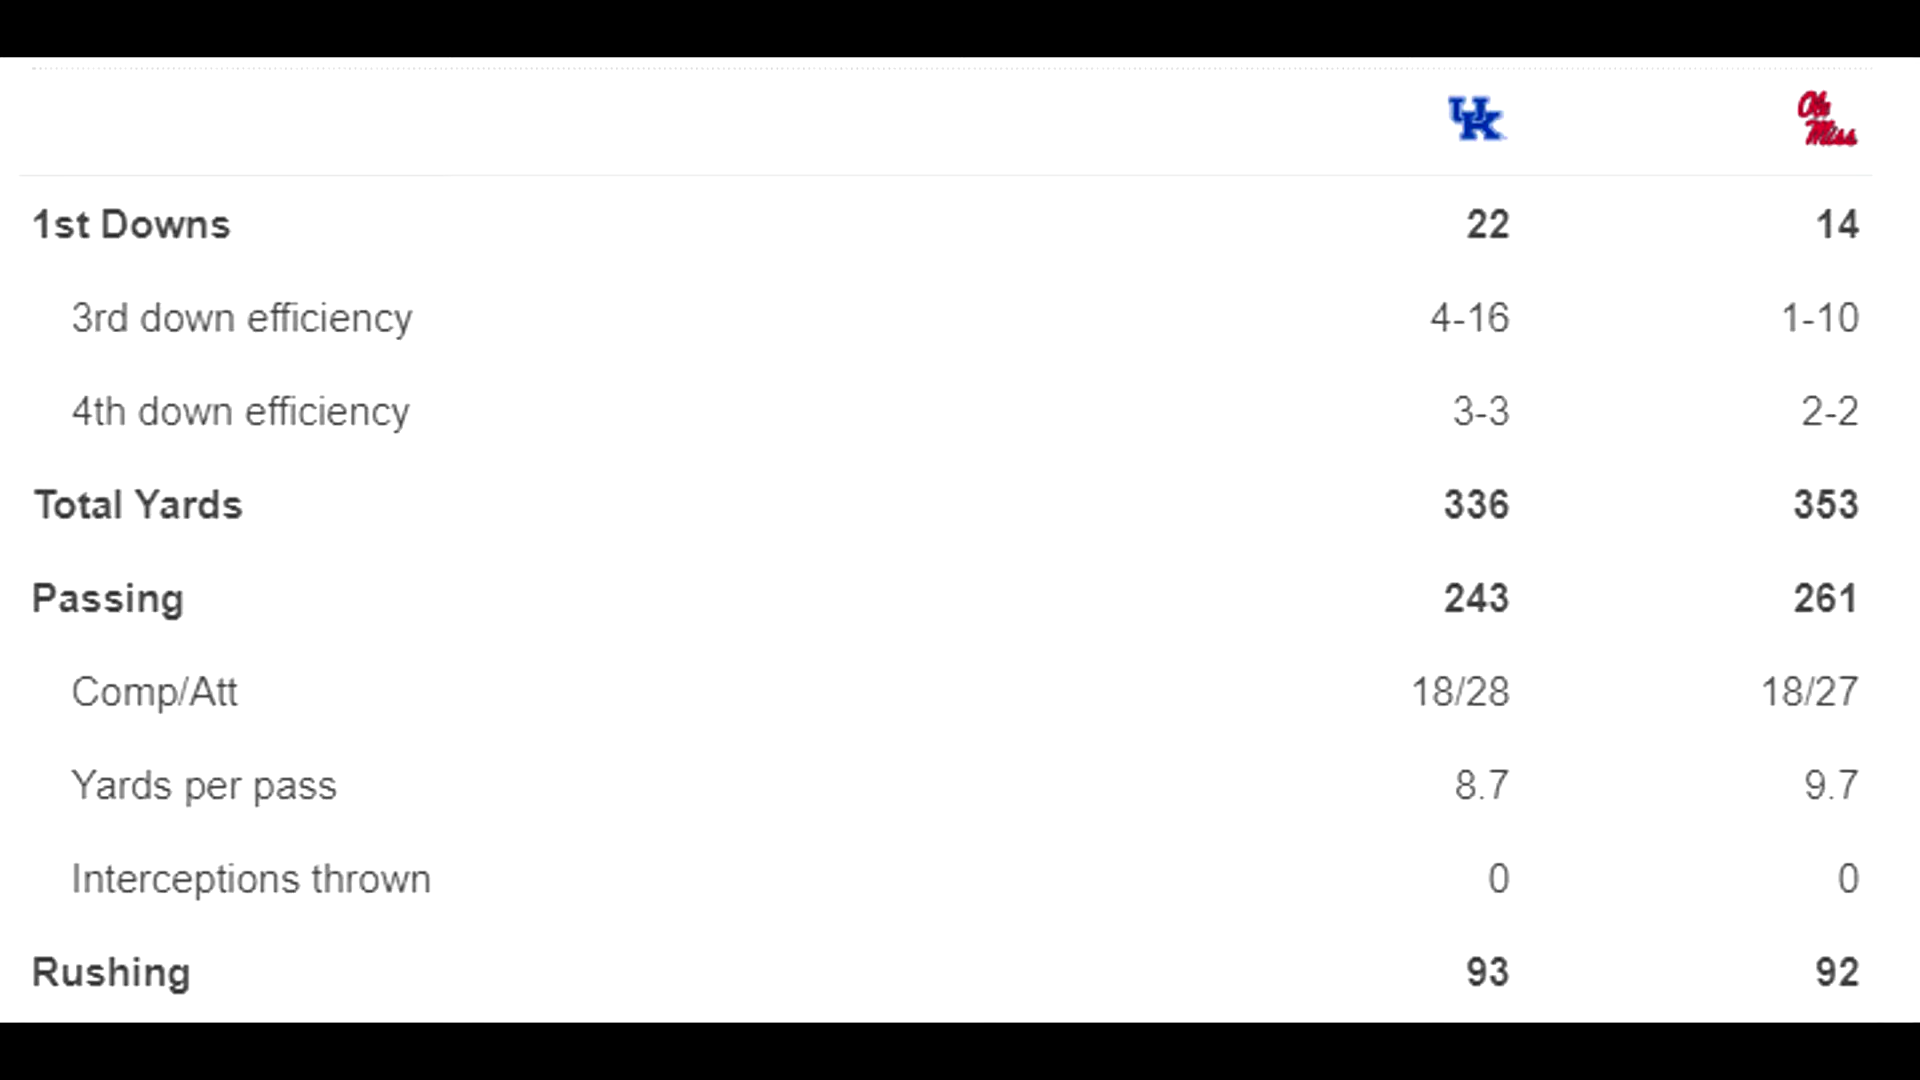 UK Ole Miss
1st Downs 22 14
3rd down efficiency 4-16 1-10
4th down efficiency 3-3 2-2
Total Yards 336 353
Passing 243 261
Comp/Att 18/28 18/27
Yards per pass 8.7 9.7
Interceptions thrown 0 0
Rushing 93 92